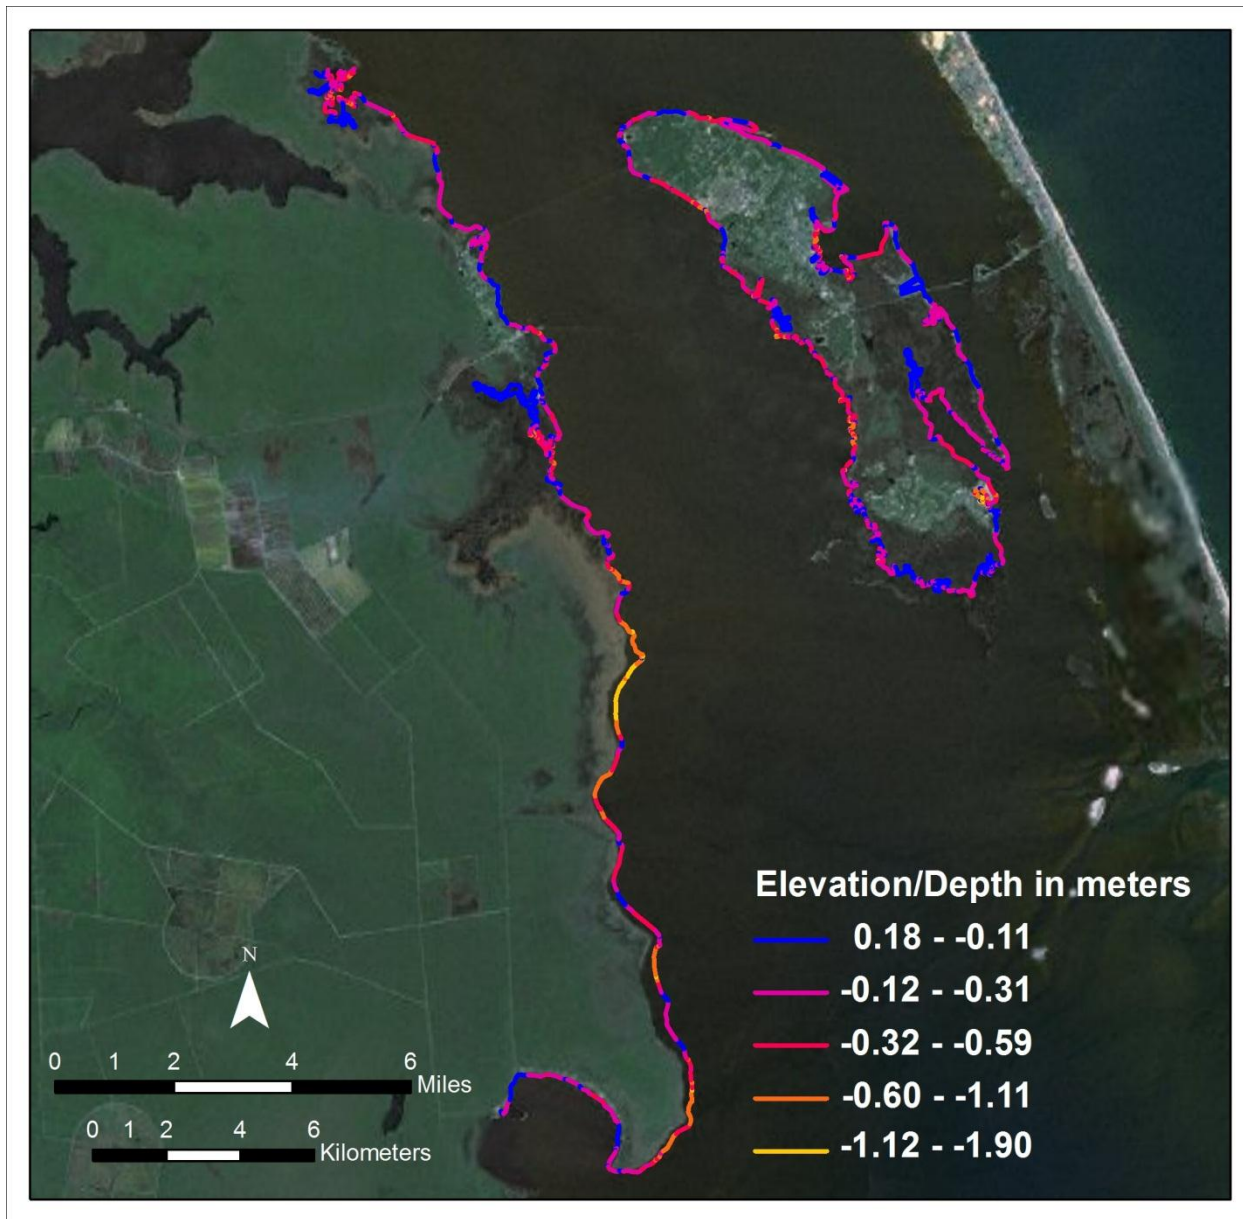 Elevation/Depth in meters
0.18 - -0.11
-0.12 - -0.31
-0.32 - -0.59
-0.60 - -1.11
-1.12 - -1.90
N
0 1 2 4 6
Miles
0 1 2 4 6
Kilometers